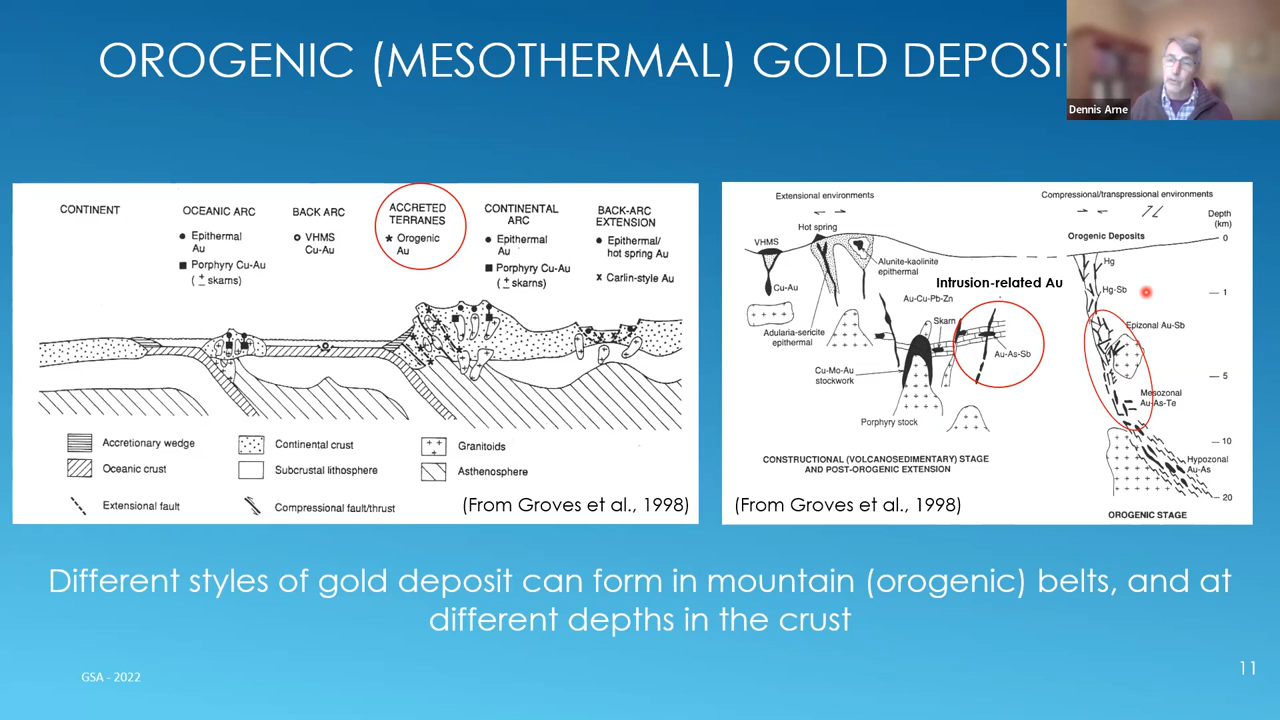 OROGENIC (MESOTHERMAL) GOLD DEPOSI
Dennis Arne
CONTINENT
OCEANIC ARC
Epithermal
Au
Porphyry Cu-Au
(± skarns)
BACK ARC
VHMS
Cu-Au
ACCRETED
TERRANES
Orogenic
Au
CONTINENTAL
ARC
Epithermal
Au
Porphyry Cu-Au
(± skarns)
BACK-ARC
EXTENSION
Epithermal/
hot spring Au
x Carlin-style Au
Accretionary wedge
Oceanic crust
Extensional fault
Continental crust
Subcrustal lithosphere
Compressional fault/thrust
Granitoids
Asthenosphere
(From Groves et al., 1998)
Extensional environments
Compressional/transpressional environments
Depth
(km)
Orogenic Deposits
0
Hot spring
VHMS
Cu-Au
Alunite-kaolinite
epithermal
Hg
Hg-Sb
1
Intrusion-related Au
Au-Cu-Pb-Zn
Skarn
Adularia-sericite
epithermal
Epizonal Au-Sb
Au-As-Sb
Cu-Mo-Au
stockwork
5
Mesozonal
Au-As-Te
Porphyry stock
10
Hypozonal
Au-As
20
CONSTRUCTIONAL (VOLCANOSEDIMENTARY) STAGE
AND POST-OROGENIC EXTENSION
(From Groves et al., 1998)
OROGENIC STAGE
Different styles of gold deposit can form in mountain (orogenic) belts, and at
different depths in the crust
GSA - 2022
11